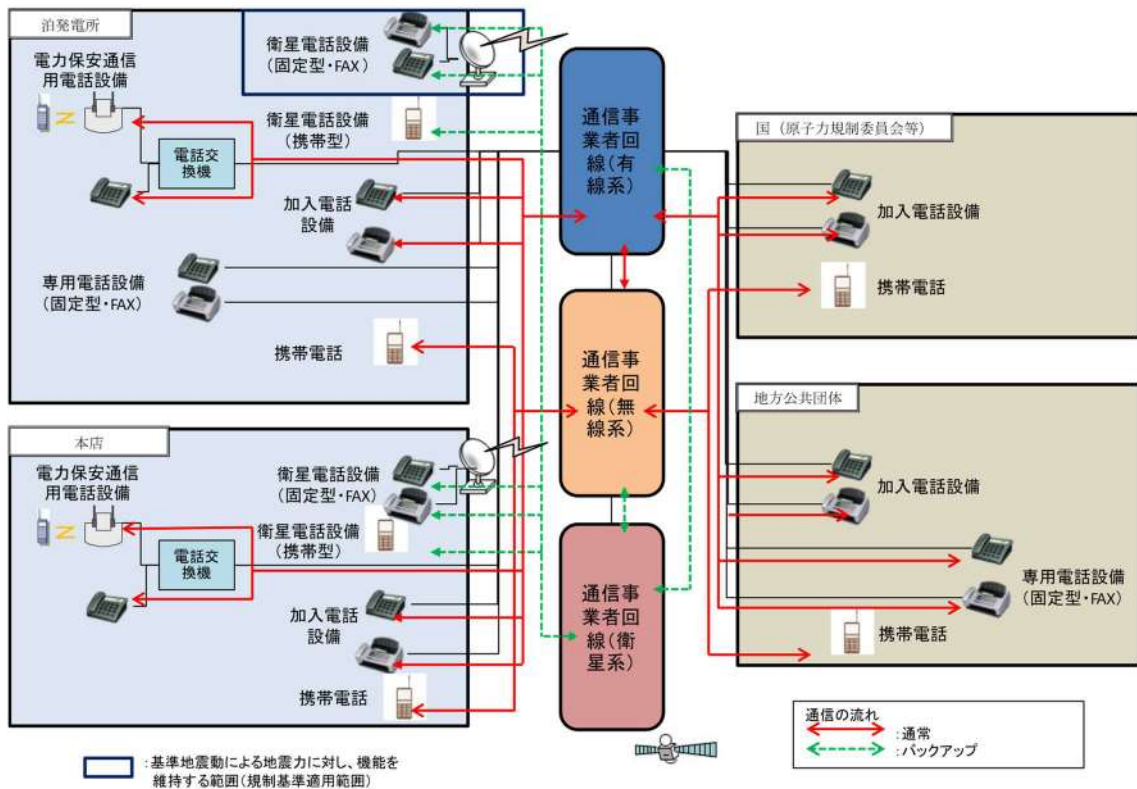 泊発電所
電力保安通信
用電話設備
衛星電話設備
(固定型・FAX)
衛星電話設備
(携帯型)
電話交
換機
加入電話
設備
専用電話設備
(固定型・FAX)
携帯電話
本店
電力保安通信
用電話設備
衛星電話設備
(固定型・FAX)
衛星電話設備
(携帯型)
電話交
換機
加入電話
設備
携帯電話
通信事
業者回
線(有
線系)
通信事
業者回
線(無
線系)
通信事
業者回
線(衛
星系)
国(原子力規制委員会等)
加入電話設備
携帯電話
地方公共団体
加入電話設備
専用電話設備
(固定型・FAX)
携帯電話
通信の流れ
:通常
:バックアップ
:基準地震動による地震力に対し、機能を
維持する範囲(規制基準適用範囲)